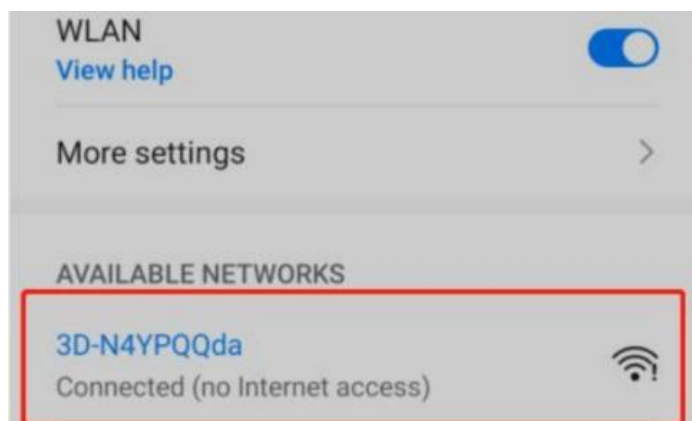 WLAN
View help
More settings
AVAILABLE NETWORKS
3D-N4YPQQda
Connected (no Internet access)